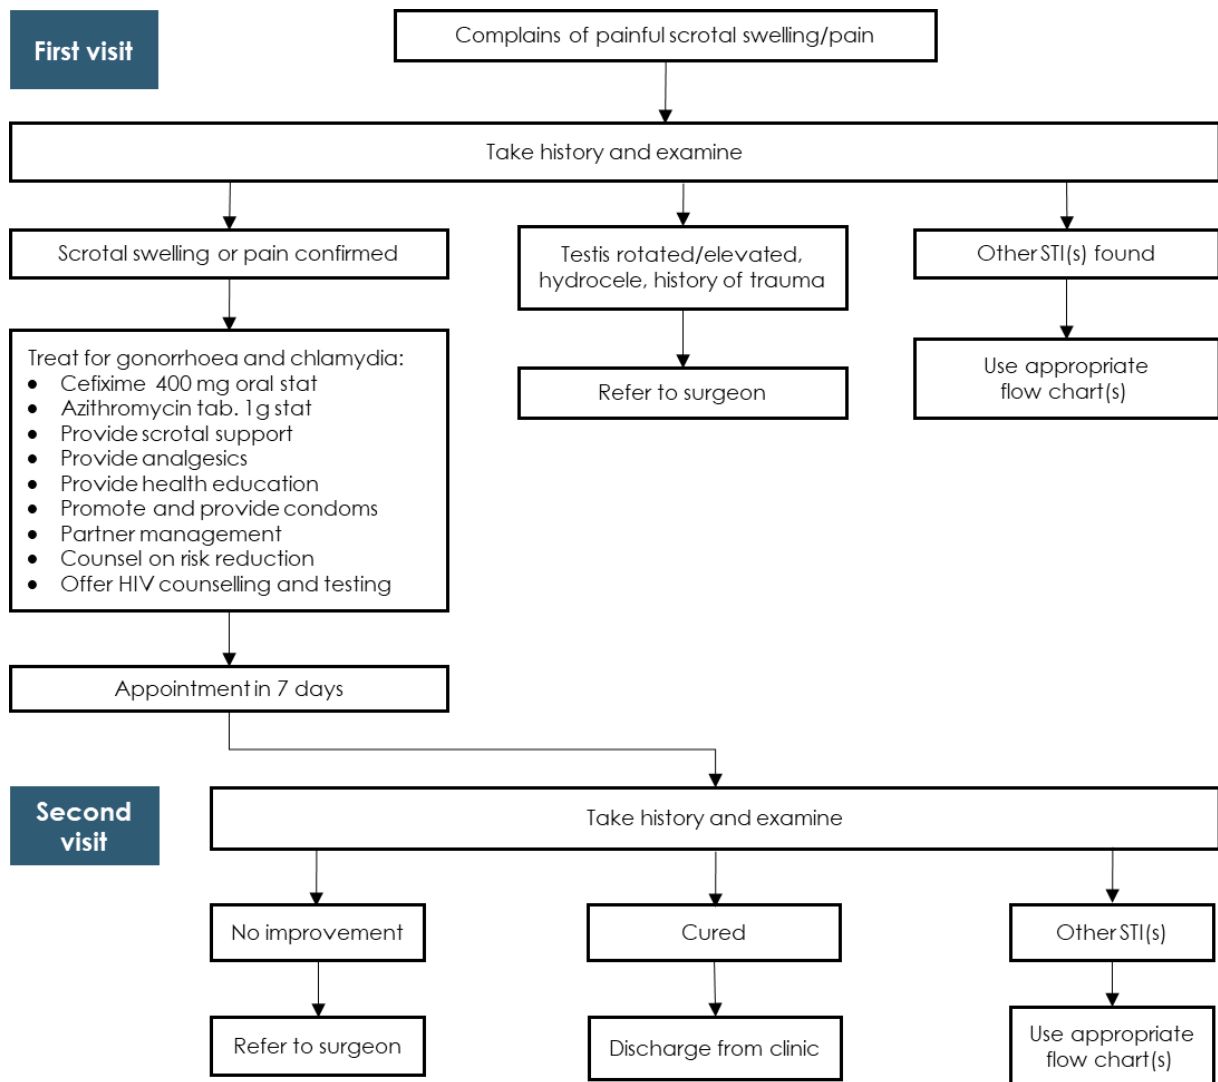 First visit
Complains of painful scrotal swelling/pain
Take history and examine
Scrotal swelling or pain confirmed
Testis rotated/elevated,
hydrocele, history of trauma
Other STI(s) found
Treat for gonorrhoea and chlamydia:
• Cefixime 400 mg oral stat
• Azithromycin tab. 1g stat
• Provide scrotal support
• Provide analgesics
• Provide health education
• Promote and provide condoms
• Partner management
• Counsel on risk reduction
• Offer HIV counselling and testing
Refer to surgeon
Use appropriate
flow chart(s)
Appointment in 7 days
Second
visit
Take history and examine
No improvement
Cured
Other STI(s)
Refer to surgeon
Discharge from clinic
Use appropriate
flow chart(s)